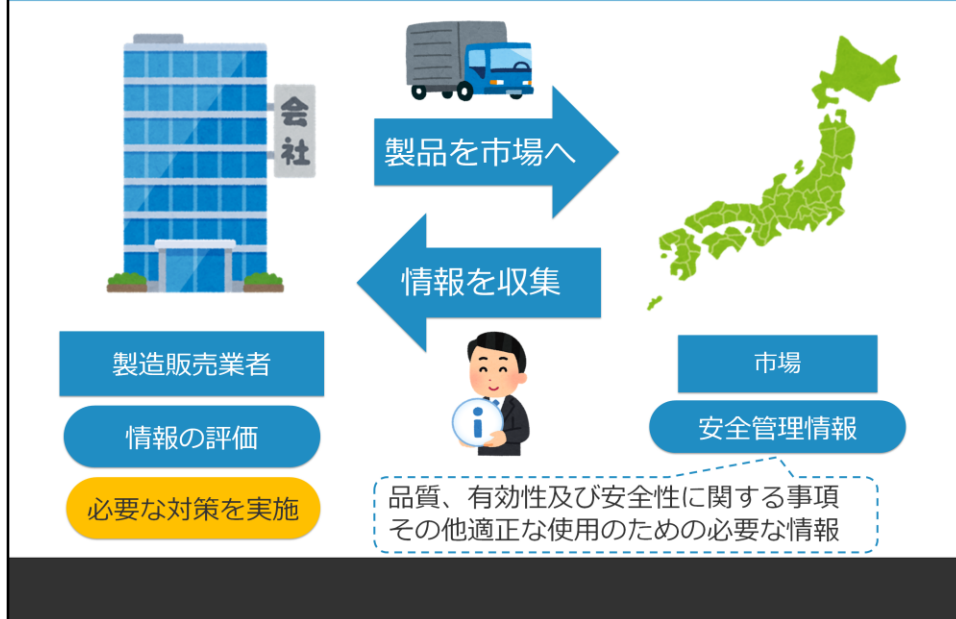 会社
製品を市場へ
情報を収集
製造販売業者
情報の評価
必要な対策を実施
i
市場
安全管理情報
品質、有効性及び安全性に関する事項
その他適正な使用のための必要な情報